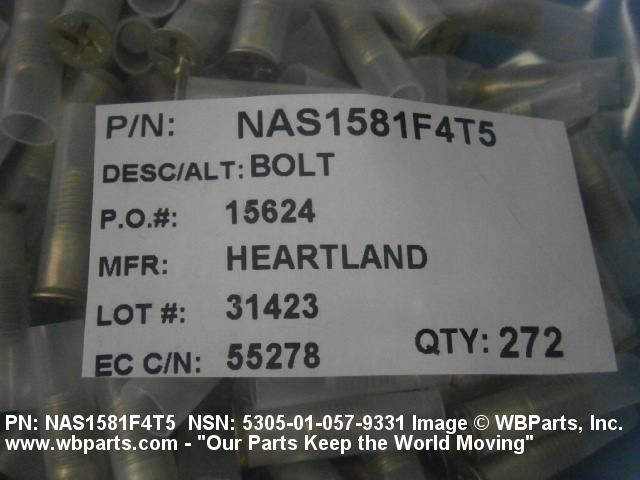 P/N: NAS1581F4T5
DESC/ALT: BOLT
P.O.#: 15624
MFR: HEARTLAND
LOT #: 31423
EC C/N: 55278 QTY: 272
PN: NAS1581F4T5 NSN: 5305-01-057-9331 Image © WBParts, Inc.
www.wbparts.com - "Our Parts Keep the World Moving"